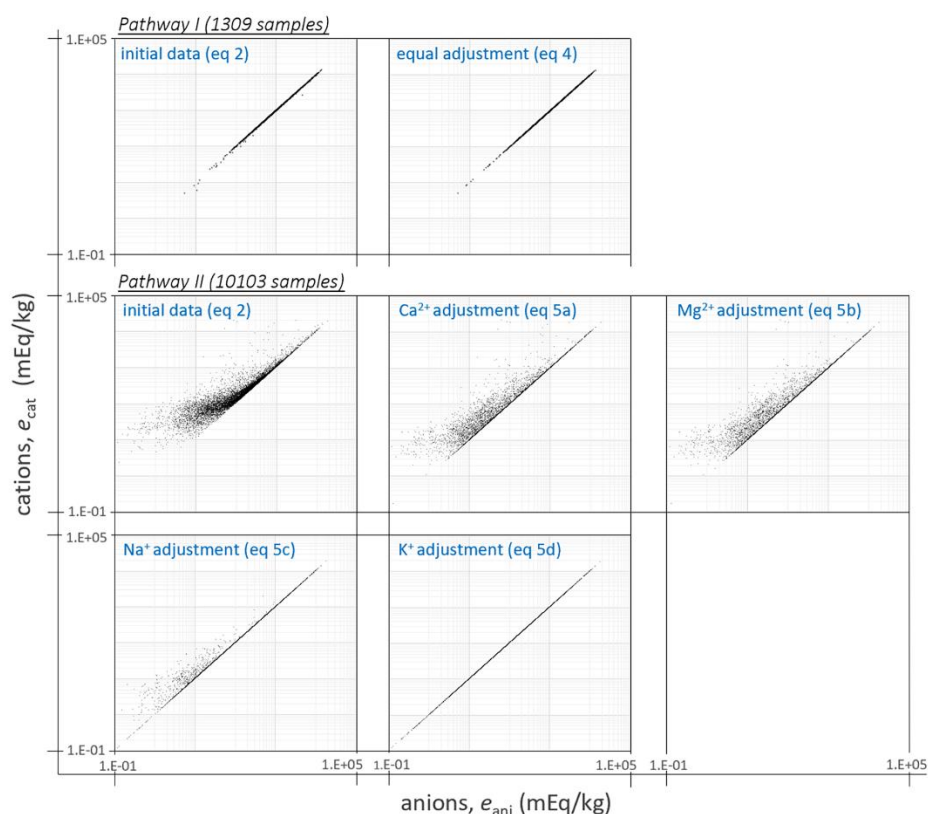 Pathway I (1309 samples)
1.E+05
initial data (eq 2)
equal adjustment (eq 4)
1.E-01
Pathway II (10103 samples)
1.E+05
initial data (eq 2)
Ca²⁺ adjustment (eq 5a)
Mg²⁺ adjustment (eq 5b)
cations, e_cat (mEq/kg)
1.E-01
1.E+05
Na⁺ adjustment (eq 5c)
K⁺ adjustment (eq 5d)
1.E-01
1.E-01
1.E+05
1.E-01
1.E+05
1.E-01
1.E+05
anions, e_ani (mEq/kg)